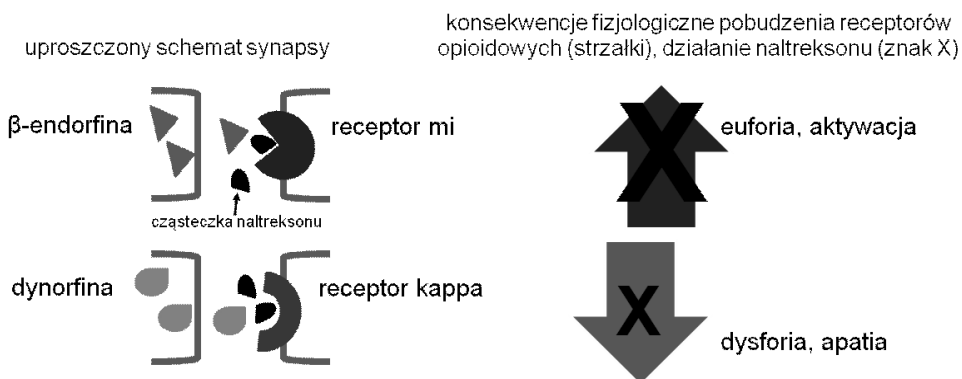 uproszczony schemat synapsy
konsekwencje fizjologiczne pobudzenia receptorów
opioidowych (strzałki), działanie naltreksonu (znak X)
β-endorfina
receptor mi
X
euforia, aktywacja
cząsteczka naltreksonu
dynorfina
receptor kappa
X
dysforia, apatia